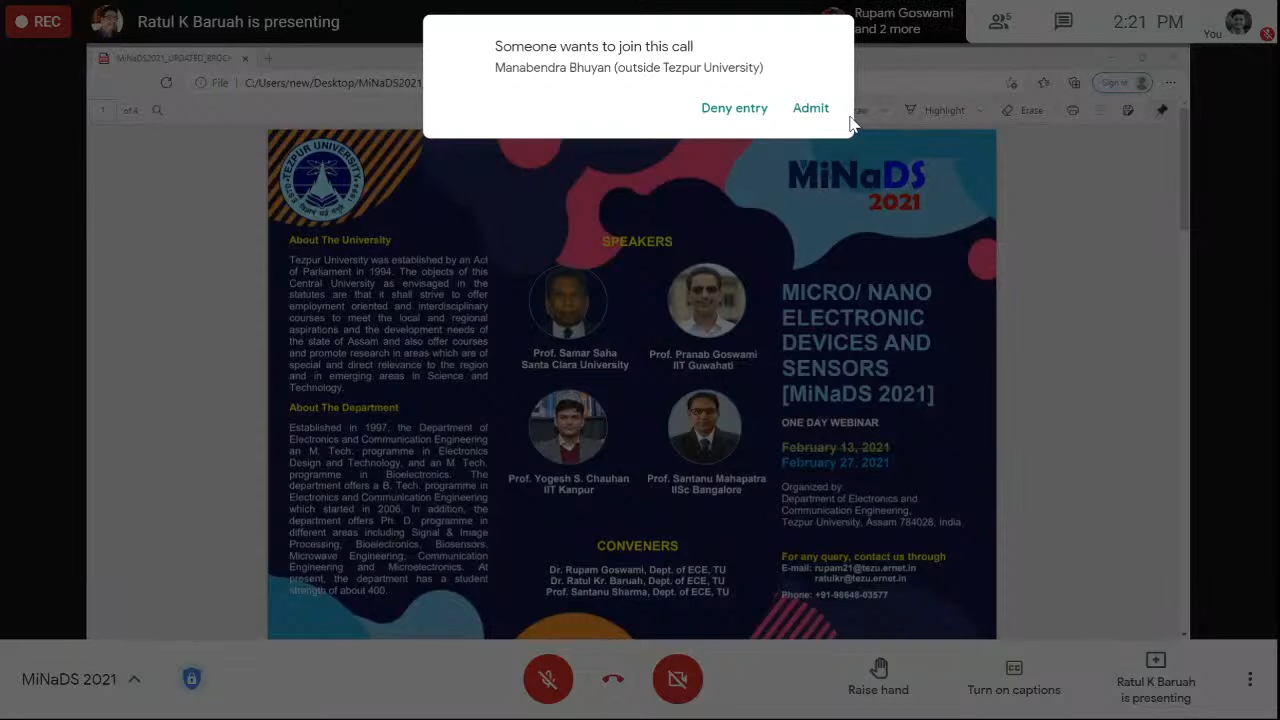 REC
Ratul K Baruah is presenting
Someone wants to join this call
Manabendra Bhuyan (outside Tezpur University)
Deny entry
Admit
Rupam Goswami
and 2 more
5
2:21 PM
You
MiNaDS2021_UPDATED_BROCH
File
C:/Users/new/Desktop/MiNaDS2021
Sign in
1
of 4
Highlight
Erase
TEZPUR UNIVERSITY
MiNaDS
2021
About The University
Tezpur University was established by an Act
of Parliament in 1994. The objects of this
Central University as envisaged in the
statutes are that it shall strive to offer
employment oriented and interdisciplinary
courses to meet the local and regional
aspirations and the development needs of
the state of Assam and also offer courses
and promote research in areas which are of
special and direct relevance to the region
and in emerging areas in Science and
Technology.
About The Department
Established in 1997, the Department of
Electronics and Communication Engineering
an M. Tech. programme in Electronics
Design and Technology, and an M. Tech.
programme in Bioelectronics. The
department offers a B. Tech. programme in
Electronics and Communication Engineering
which started in 2006. In addition, the
department offers Ph. D. programme in
different areas including Signal & Image
Processing, Bioelectronics, Biosensors,
Microwave Engineering, Communication
Engineering and Microelectronics. At
present, the department has a student
strength of about 400.
SPEAKERS
Prof. Samar Saha
Santa Clara University
Prof. Pranab Goswami
IIT Guwahati
Prof. Yogesh S. Chauhan
IIT Kanpur
Prof. Santanu Mahapatra
IISc Bangalore
CONVENERS
Dr. Rupam Goswami, Dept. of ECE, TU
Dr. Ratul Kr. Baruah, Dept. of ECE, TU
Prof. Santanu Sharma, Dept. of ECE, TU
MICRO/ NANO
ELECTRONIC
DEVICES AND
SENSORS
[MiNaDS 2021]
ONE DAY WEBINAR
February 13, 2021
February 27, 2021
Organized by:
Department of Electronics and
Communication Engineering,
Tezpur University, Assam 784028, India
For any query, contact us through
E-mail: rupam21@tezu.ernet.in
ratulkr@tezu.ernet.in
Phone: +91-98648-03577
MiNaDS 2021
Raise hand
Turn on captions
Ratul K Baruah
is presenting